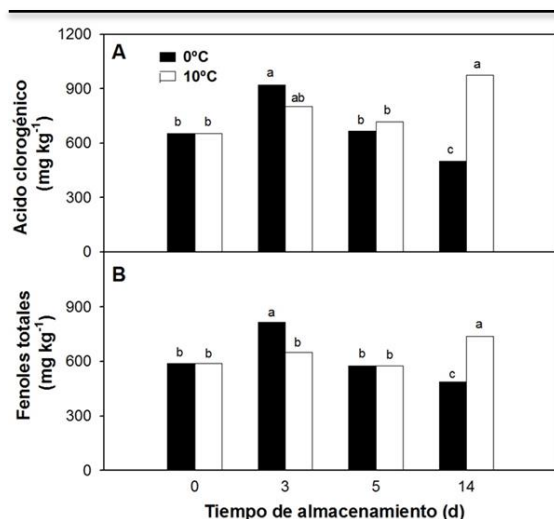 A
0ºC
10ºC
Acido clorogénico
(mg kg-1)
1200
900
600
300
0
b b a ab b b c a
B
Fenoles totales
(mg kg-1)
900
600
300
0
b b a b b b c a
0 3 5 14
Tiempo de almacenamiento (d)